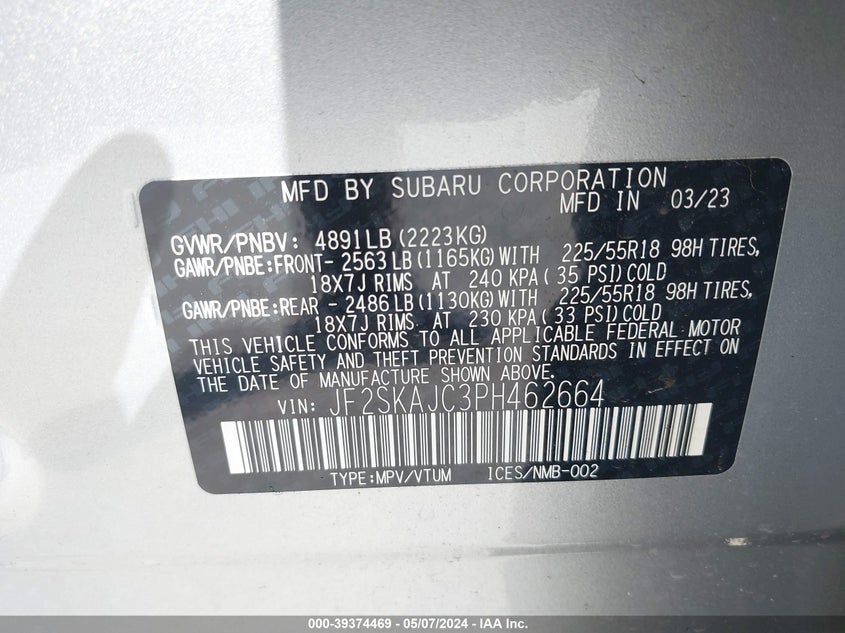 MFD BY SUBARU CORPORATION
MFD IN 03/23
GVWR/PNBV: 4891LB(2223KG)
GAWR/PNBE:FRONT- 2563LB(1165KG)WITH 225/55R18 98H TIRES,
18X7J RIMS AT 240 KPA( 35 PSI)COLD
GAWR/PNBE:REAR - 2486LB(1130KG)WITH 225/55R18 98H TIRES,
18X7J RIMS AT 230 KPA( 33 PSI)COLD
THIS VEHICLE CONFORMS TO ALL APPLICABLE FEDERAL MOTOR
VEHICLE SAFETY AND THEFT PREVENTION STANDARDS IN EFFECT ON
THE DATE OF MANUFACTURE SHOWN ABOVE.
VIN: JF2SKAJC3PH462664
TYPE:MPV/VTUM ICES/NMB-002
000-39374469 - 05/07/2024 - IAA Inc.